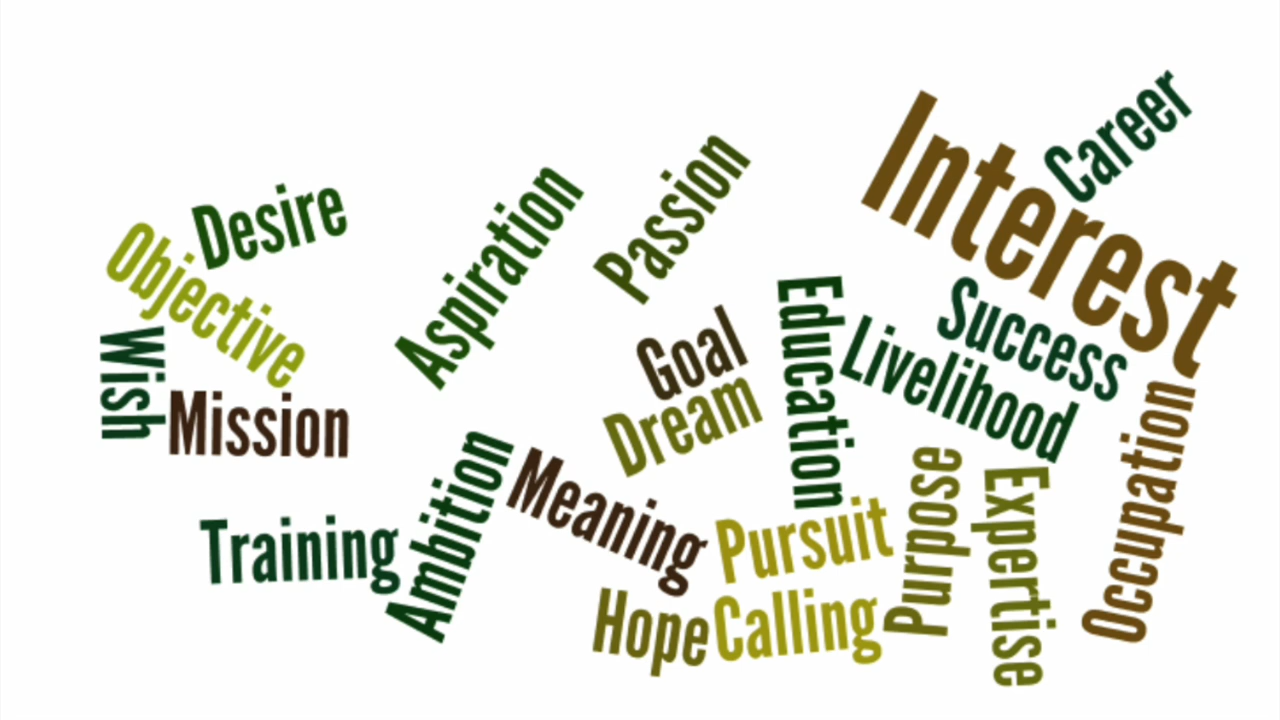 Career
Interest
Passion
Aspiration
Desire
Objective
Success
Education
Goal
Livelihood
Wish
Dream
Mission
Occupation
Ambition
Meaning
Purpose
Expertise
Pursuit
Training
Hope
Calling